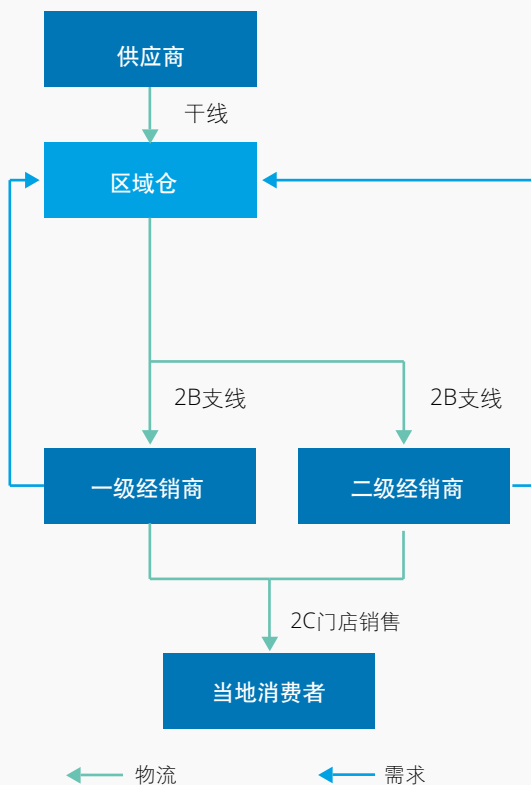 供应商
干线
区域仓
2B支线
2B支线
一级经销商
二级经销商
2C门店销售
当地消费者
物流
需求